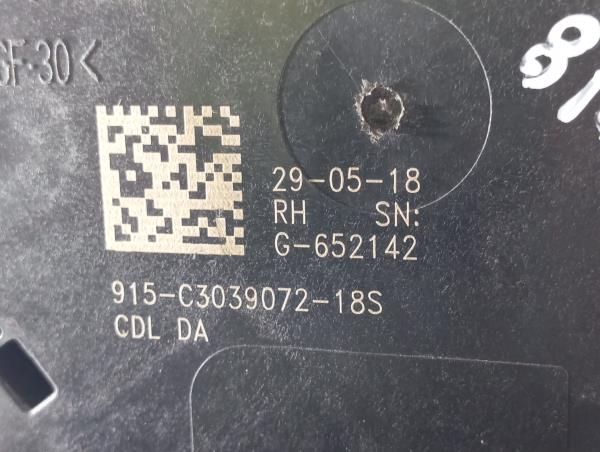 GF-30<
29-05-18
RH SN:
G-652142
915-C3039072-18S
CDL DA